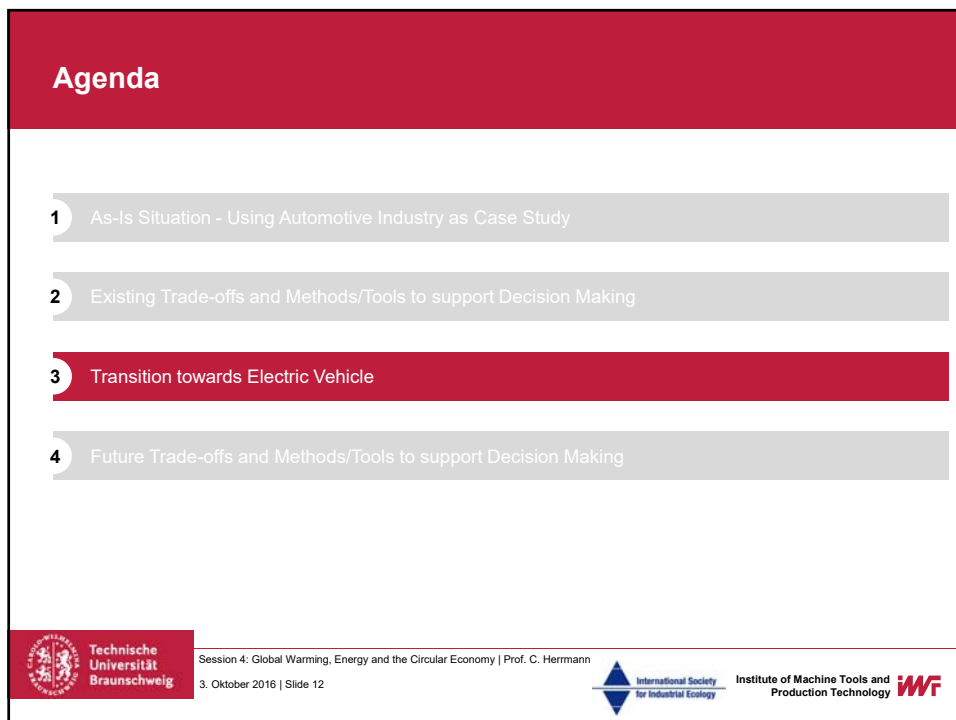 Agenda
1 As-Is Situation - Using Automotive Industry as Case Study
2 Existing Trade-offs and Methods/Tools to support Decision Making
3 Transition towards Electric Vehicle
4 Future Trade-offs and Methods/Tools to support Decision Making
Technische
Universität
Braunschweig
Session 4: Global Warming, Energy and the Circular Economy | Prof. C. Herrmann
3. Oktober 2016 | Slide 12
International Society
for Industrial Ecology
Institute of Machine Tools and
Production Technology
IWF